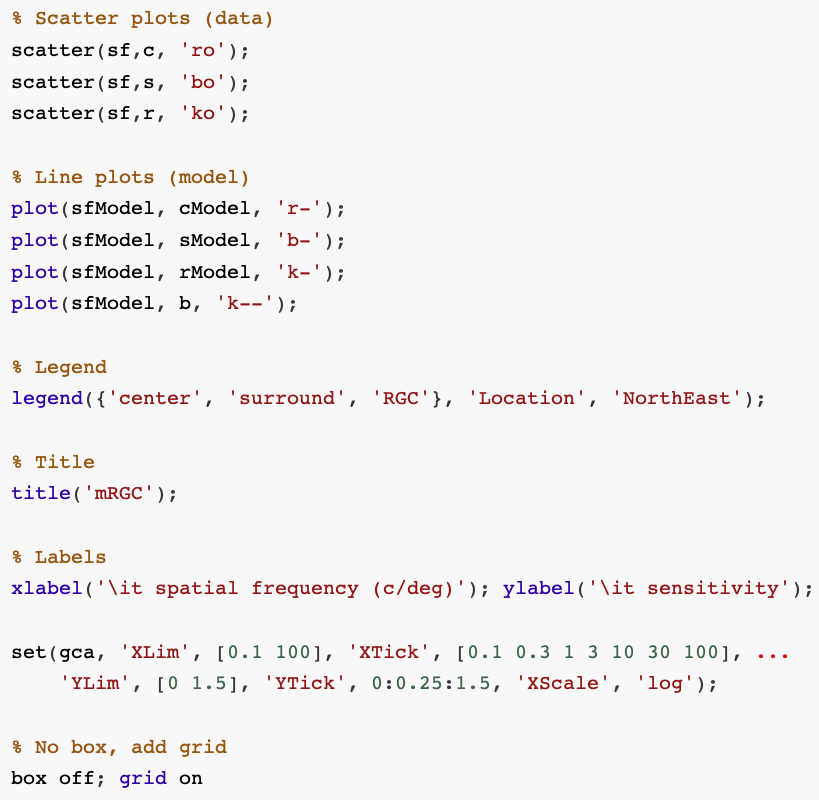 % Scatter plots (data)
scatter(sf,c, 'ro');
scatter(sf,s, 'bo');
scatter(sf,r, 'ko');
% Line plots (model)
plot(sfModel, cModel, 'r-');
plot(sfModel, sModel, 'b-');
plot(sfModel, rModel, 'k-');
plot(sfModel, b, 'k--');
% Legend
legend({'center', 'surround', 'RGC'}, 'Location', 'NorthEast');
% Title
title('mRGC');
% Labels
xlabel('\it spatial frequency (c/deg)'); ylabel('\it sensitivity');
set(gca, 'XLim', [0.1 100], 'XTick', [0.1 0.3 1 3 10 30 100], ...
    'YLim', [0 1.5], 'YTick', 0:0.25:1.5, 'XScale', 'log');
% No box, add grid
box off; grid on